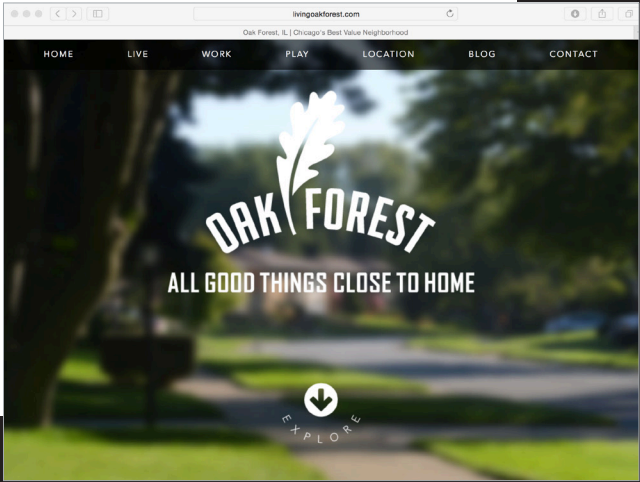 livingoakforest.com
Oak Forest, IL | Chicago's Best Value Neighborhood
HOME LIVE WORK PLAY LOCATION BLOG CONTACT
OAK FOREST
ALL GOOD THINGS CLOSE TO HOME
EXPLORE